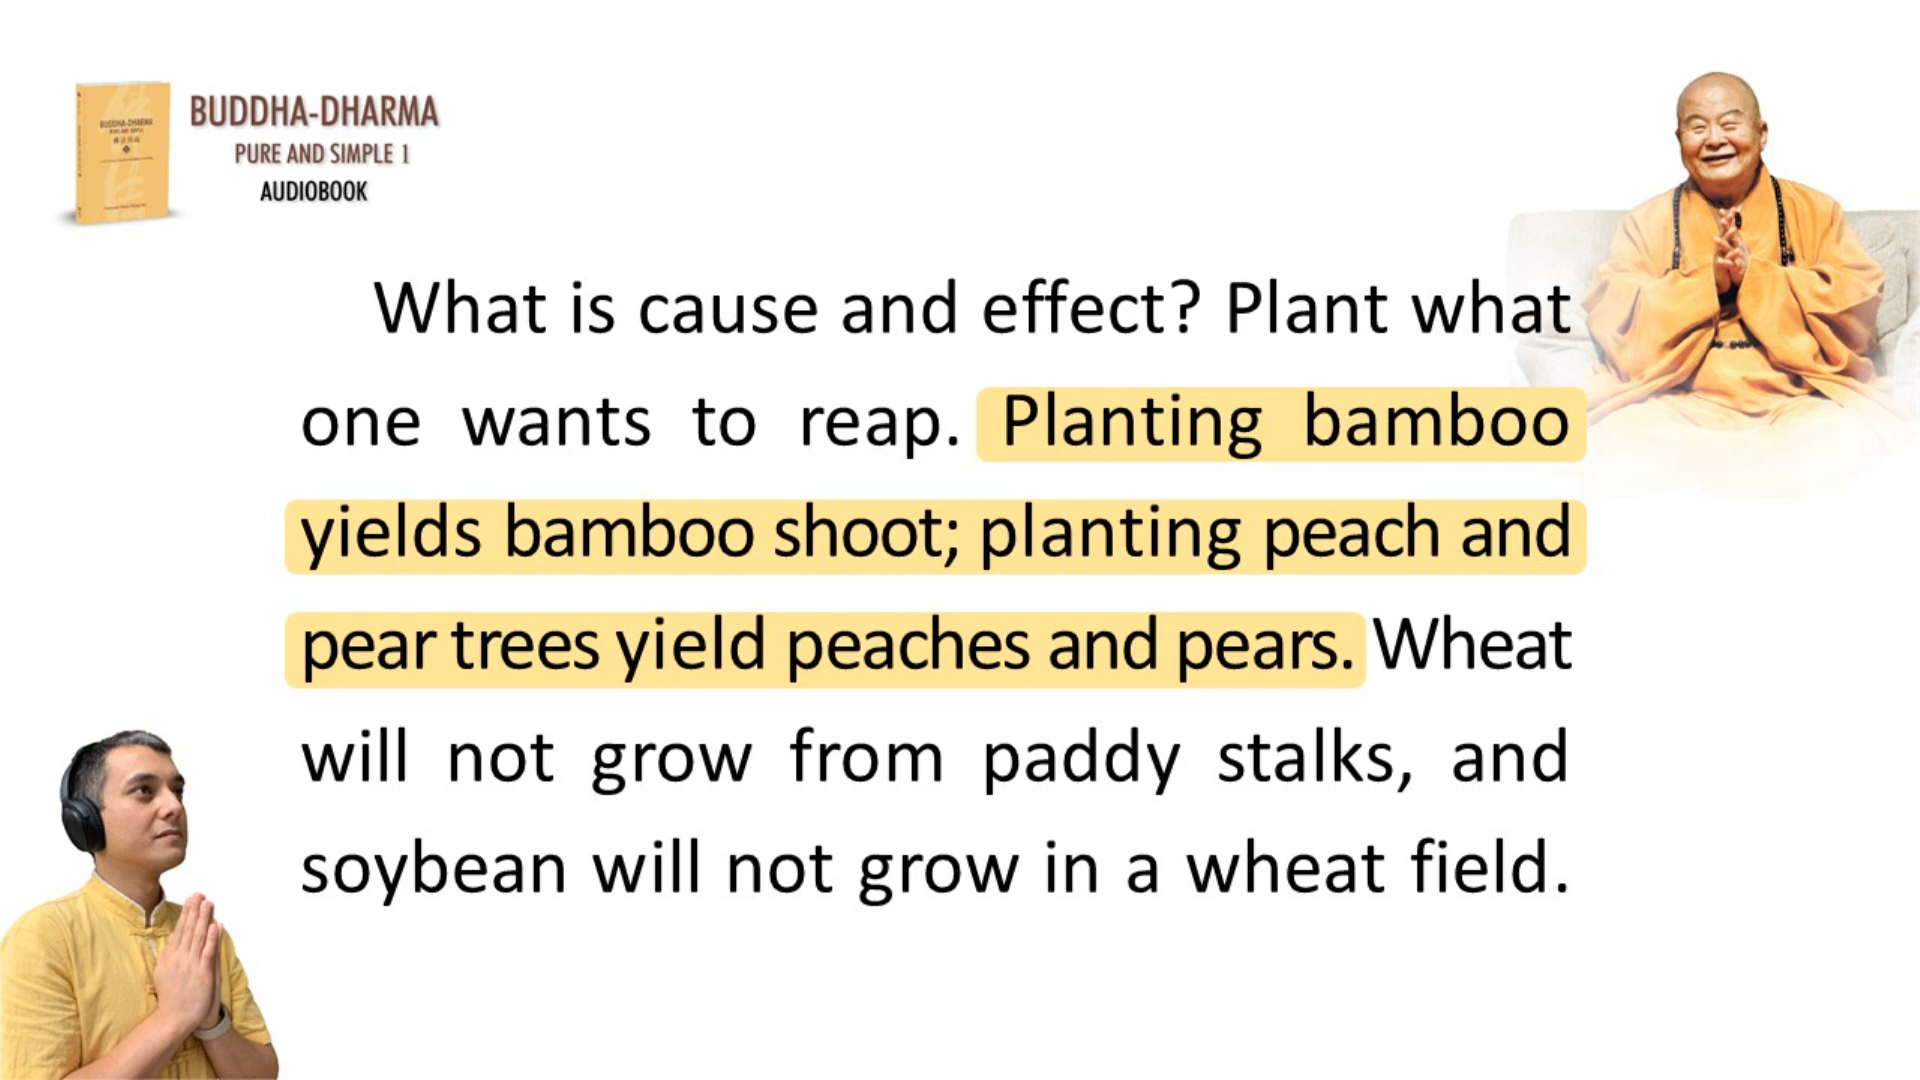 BUDDHA-DHARMA
PURE AND SIMPLE 1
AUDIOBOOK
BUDDHA-DHARMA
What is cause and effect? Plant what
one wants to reap. Planting bamboo
yields bamboo shoot; planting peach and
pear trees yield peaches and pears. Wheat
will not grow from paddy stalks, and
soybean will not grow in a wheat field.